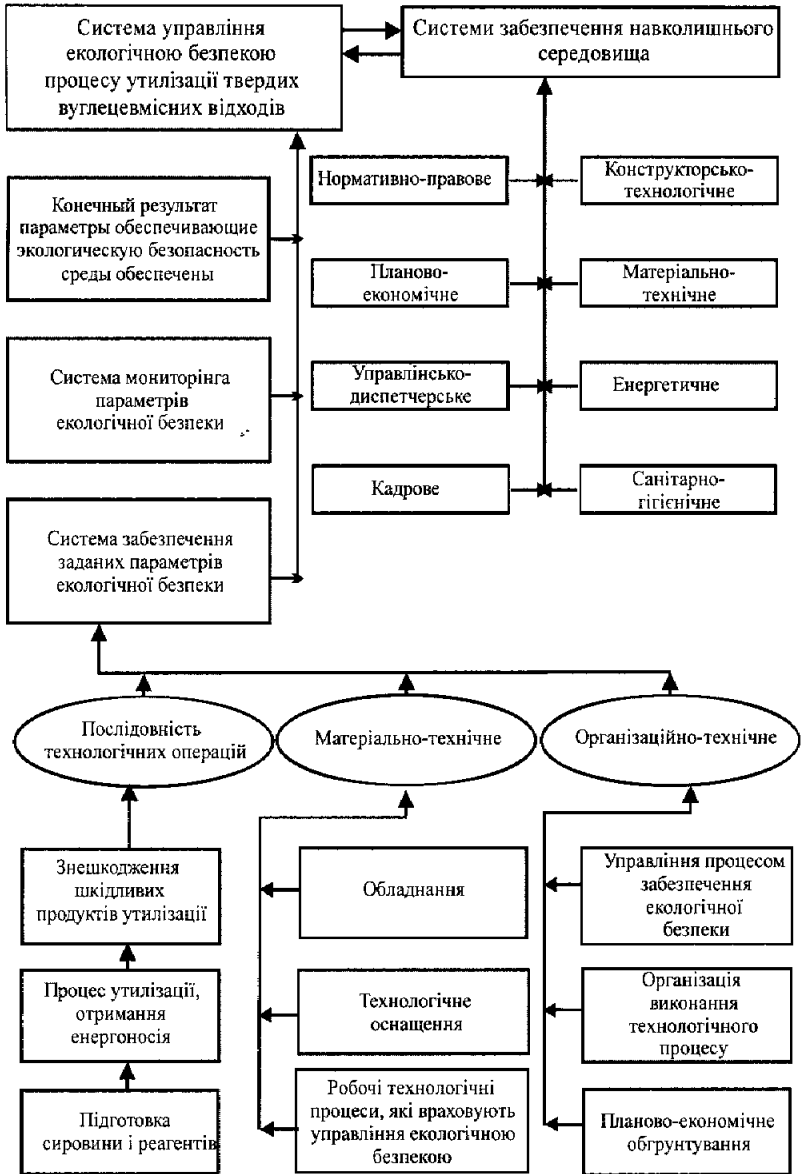 Система управління
екологічною безпекою
процесу утилізації твердих
вуглецевмісних відходів
Системи забезпечення навколишнього
середовища
Нормативно-правове
Конструкторсько-
технологічне
Конечный результат
параметры обеспечивающие
экологическую безопасность
среды обеспечены
Планово-
економічне
Матеріально-
технічне
Система мониторінга
параметрів
екологічної безпеки
Управлінсько-
диспетчерське
Енергетичне
Кадрове
Санітарно-
гігієнічне
Система забезпечення
заданих параметрів
екологічної безпеки
Послідовність
технологічних операцій
Матеріально-технічне
Організаційно-технічне
Знешкодження
шкідливих
продуктів утилізації
Обладнання
Управління процесом
забезпечення
екологічної
безпеки
Процес утилізації,
отримання
енергоносія
Технологічне
оснащення
Організація
виконання
технологічного
процесу
Підготовка
сировини і реагентів
Робочі технологічні
процеси, які враховують
управління екологічною
безпекою
Планово-економічне
обгрунтування